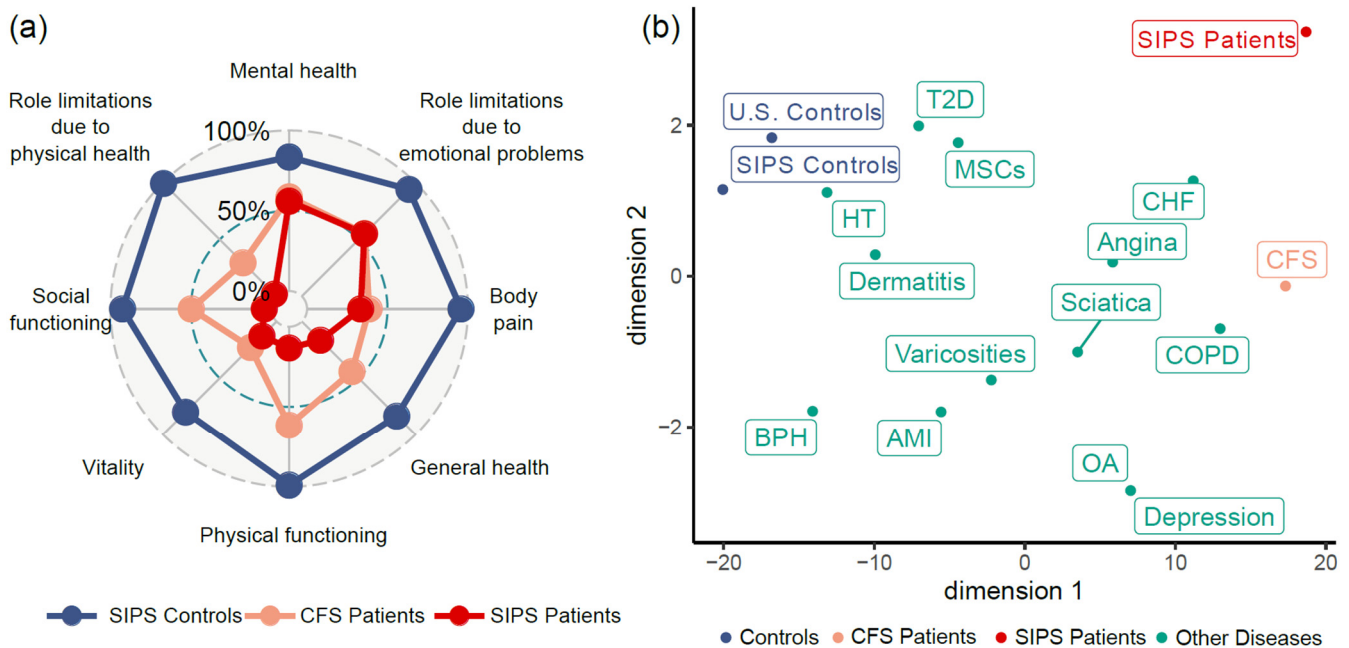 (a)
Mental health
Role limitations
due to
physical health
Role limitations
due to
emotional problems
100%
50%
0%
Social
functioning
Body
pain
Vitality
General health
Physical functioning
SIPS Controls
CFS Patients
SIPS Patients
(b)
SIPS Patients
T2D
U.S. Controls
SIPS Controls
MSCs
CHF
HT
Angina
CFS
Dermatitis
Sciatica
Varicosities
COPD
BPH
AMI
OA
Depression
dimension 2
2
0
−2
−20
−10
0
10
20
dimension 1
Controls
CFS Patients
SIPS Patients
Other Diseases